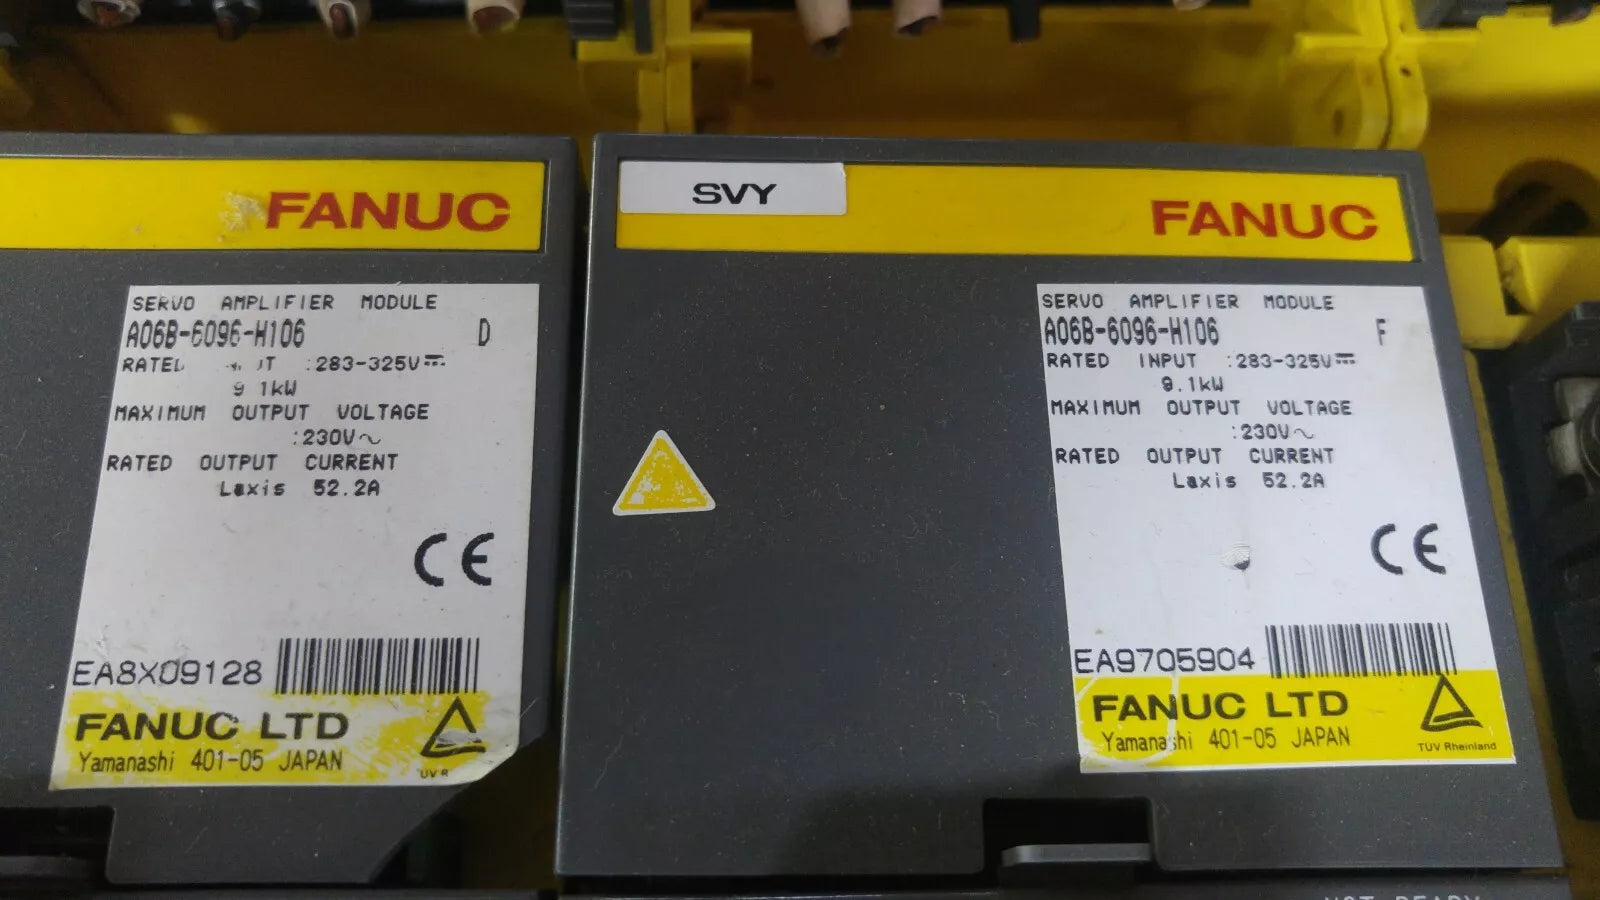 FANUC
SERVO AMPLIFIER MODULE
A06B-6096-H106 D
:283-325V
9.1kW
MAXIMUM OUTPUT VOLTAGE
:230V~
RATED OUTPUT CURRENT
Laxis 52.2A
CE
EA8X09128
FANUC LTD
Yamanashi 401-05 JAPAN
SVY
FANUC
SERVO AMPLIFIER MODULE
A06B-6096-H106 F
RATED INPUT :283-325V
9.1kW
MAXIMUM OUTPUT VOLTAGE
:230V~
RATED OUTPUT CURRENT
Laxis 52.2A
CE
EA9705904
FANUC LTD
Yamanashi 401-05 JAPAN
TUV Rheinland